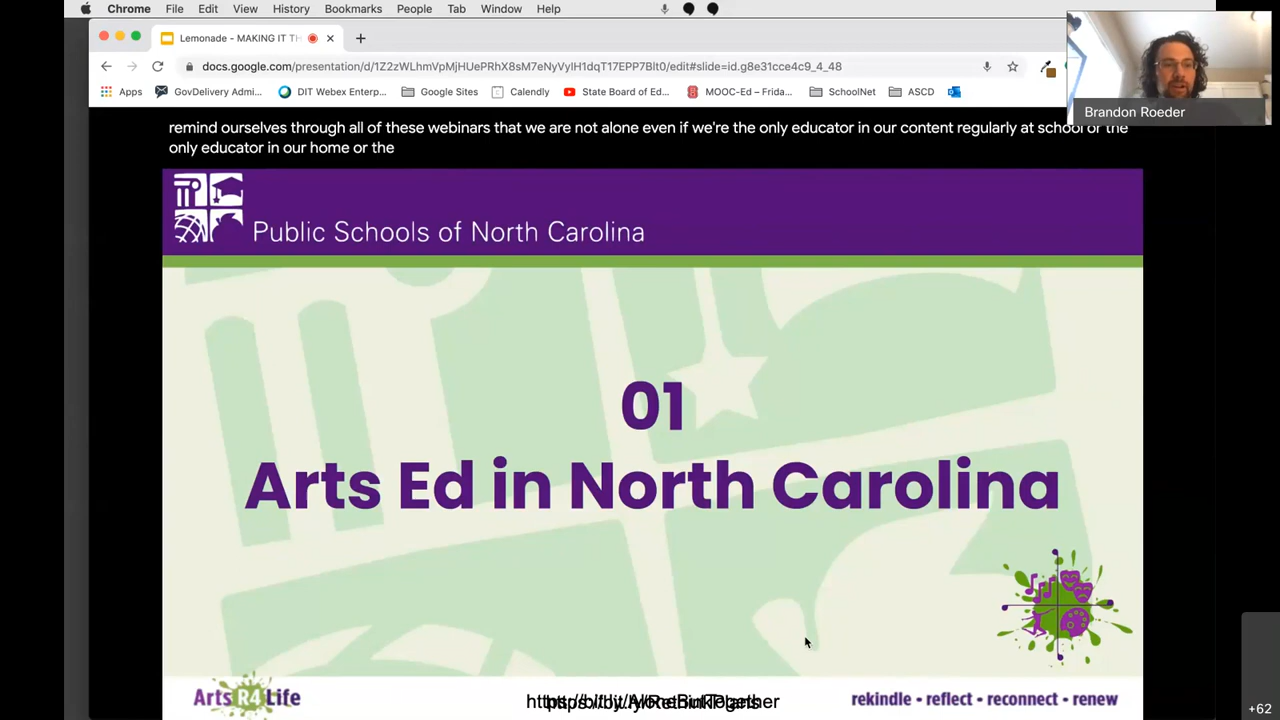 Chrome File Edit View History Bookmarks People Tab Window Help
Lemonade - MAKING IT TH
docs.google.com/presentation/d/1Z2zWLhmVpMjHUePRhX8sM7eNyVyIH1dqT17EPP7Blt0/edit#slide=id.g8e31cce4c9_4_48
Apps GovDelivery Admi... DIT Webex Enterp... Google Sites Calendly State Board of Ed... MOOC-Ed – Frida... SchoolNet ASCD
Brandon Roeder
remind ourselves through all of these webinars that we are not alone even if we're the only educator in our content regularly at school or the
only educator in our home or the
Public Schools of North Carolina
01
Arts Ed in North Carolina
Arts R4 Life
rekindle • reflect • reconnect • renew
+62